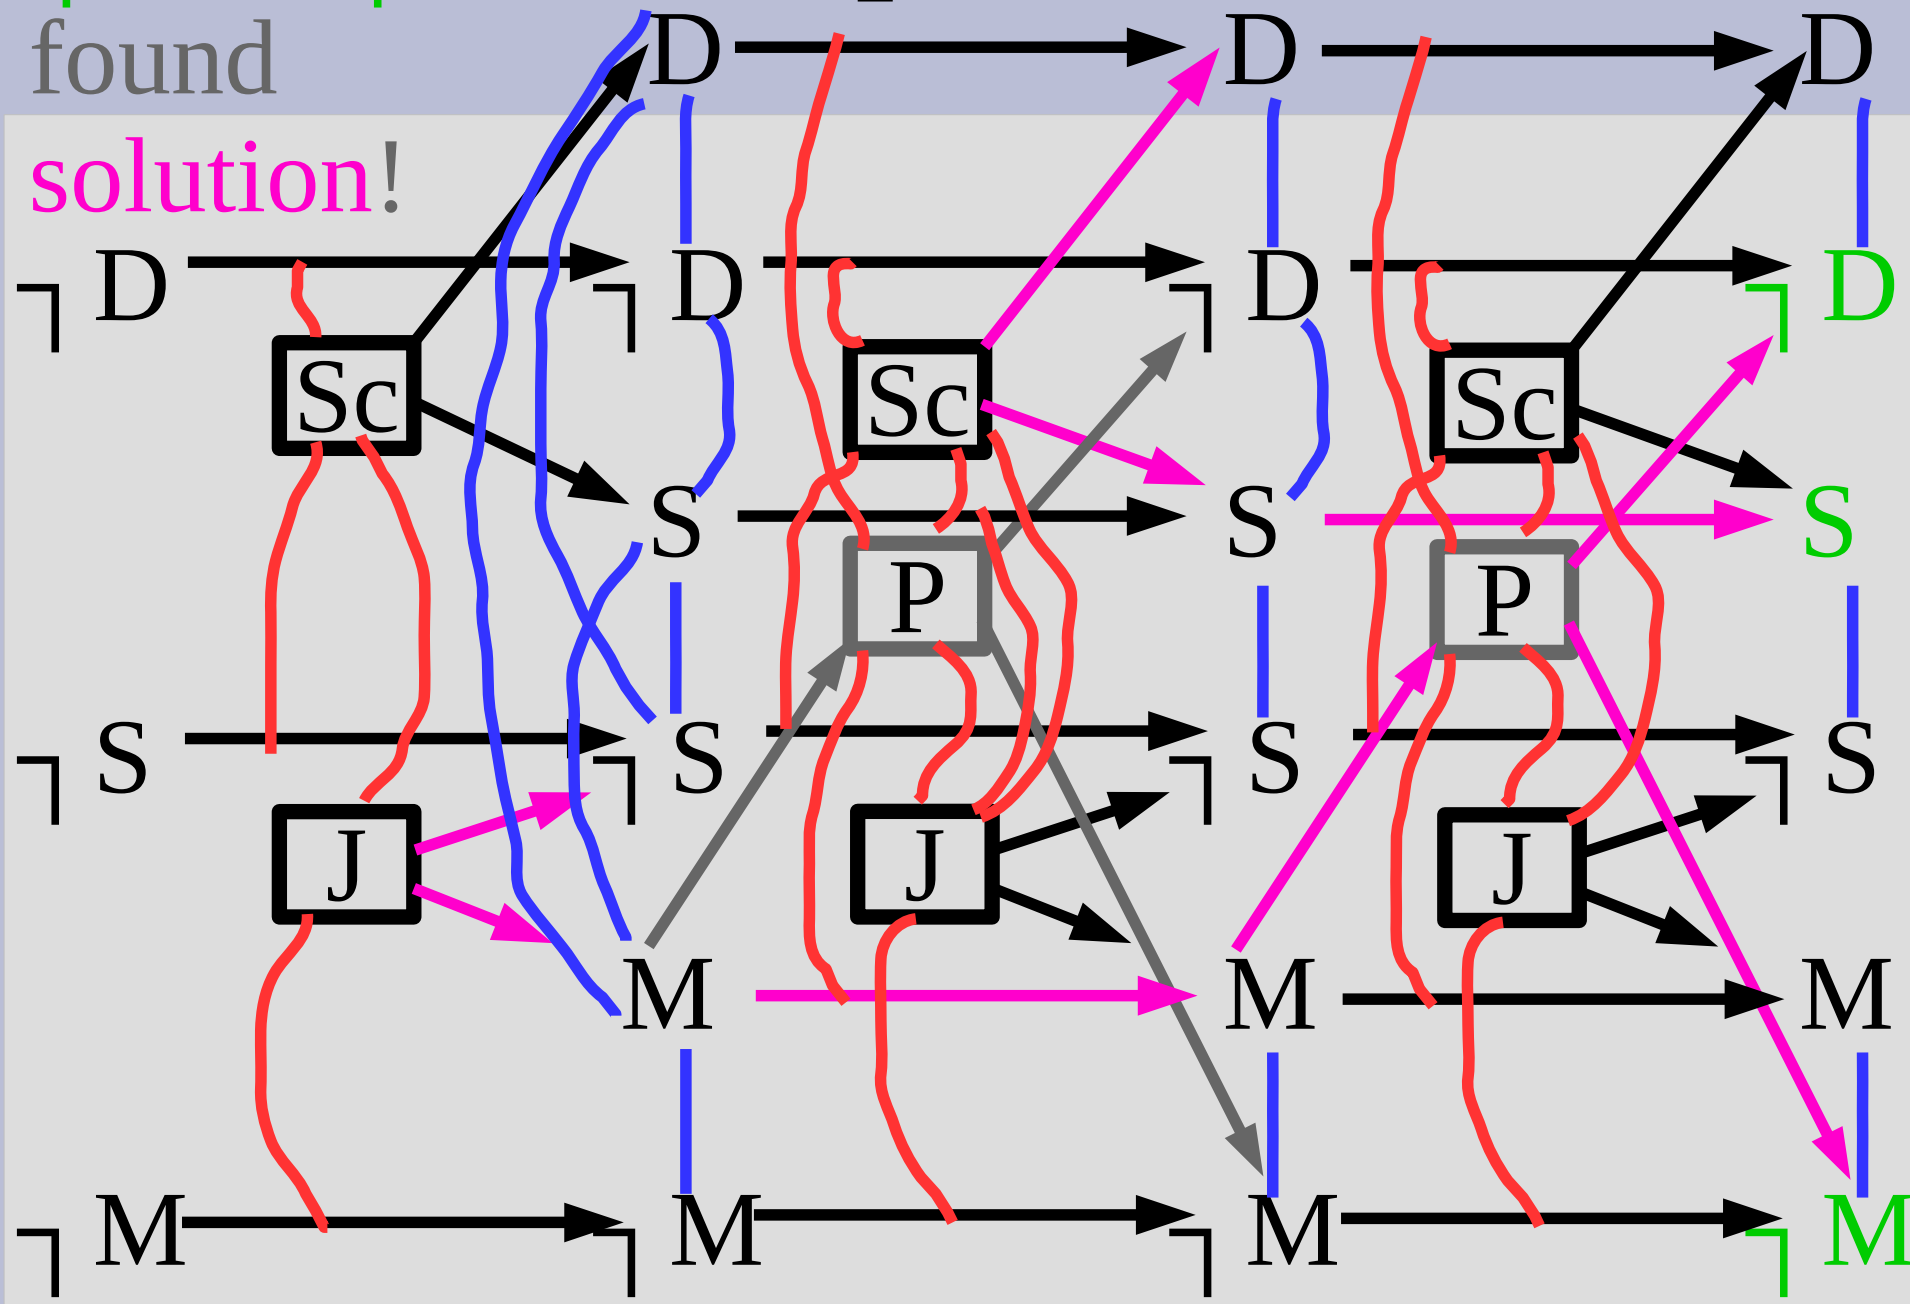 found D D D
solution!
¬D ¬D ¬D ¬D
Sc Sc Sc
S S S
P P
¬S ¬S ¬S ¬S
J J J
M M M
¬M ¬M ¬M ¬M